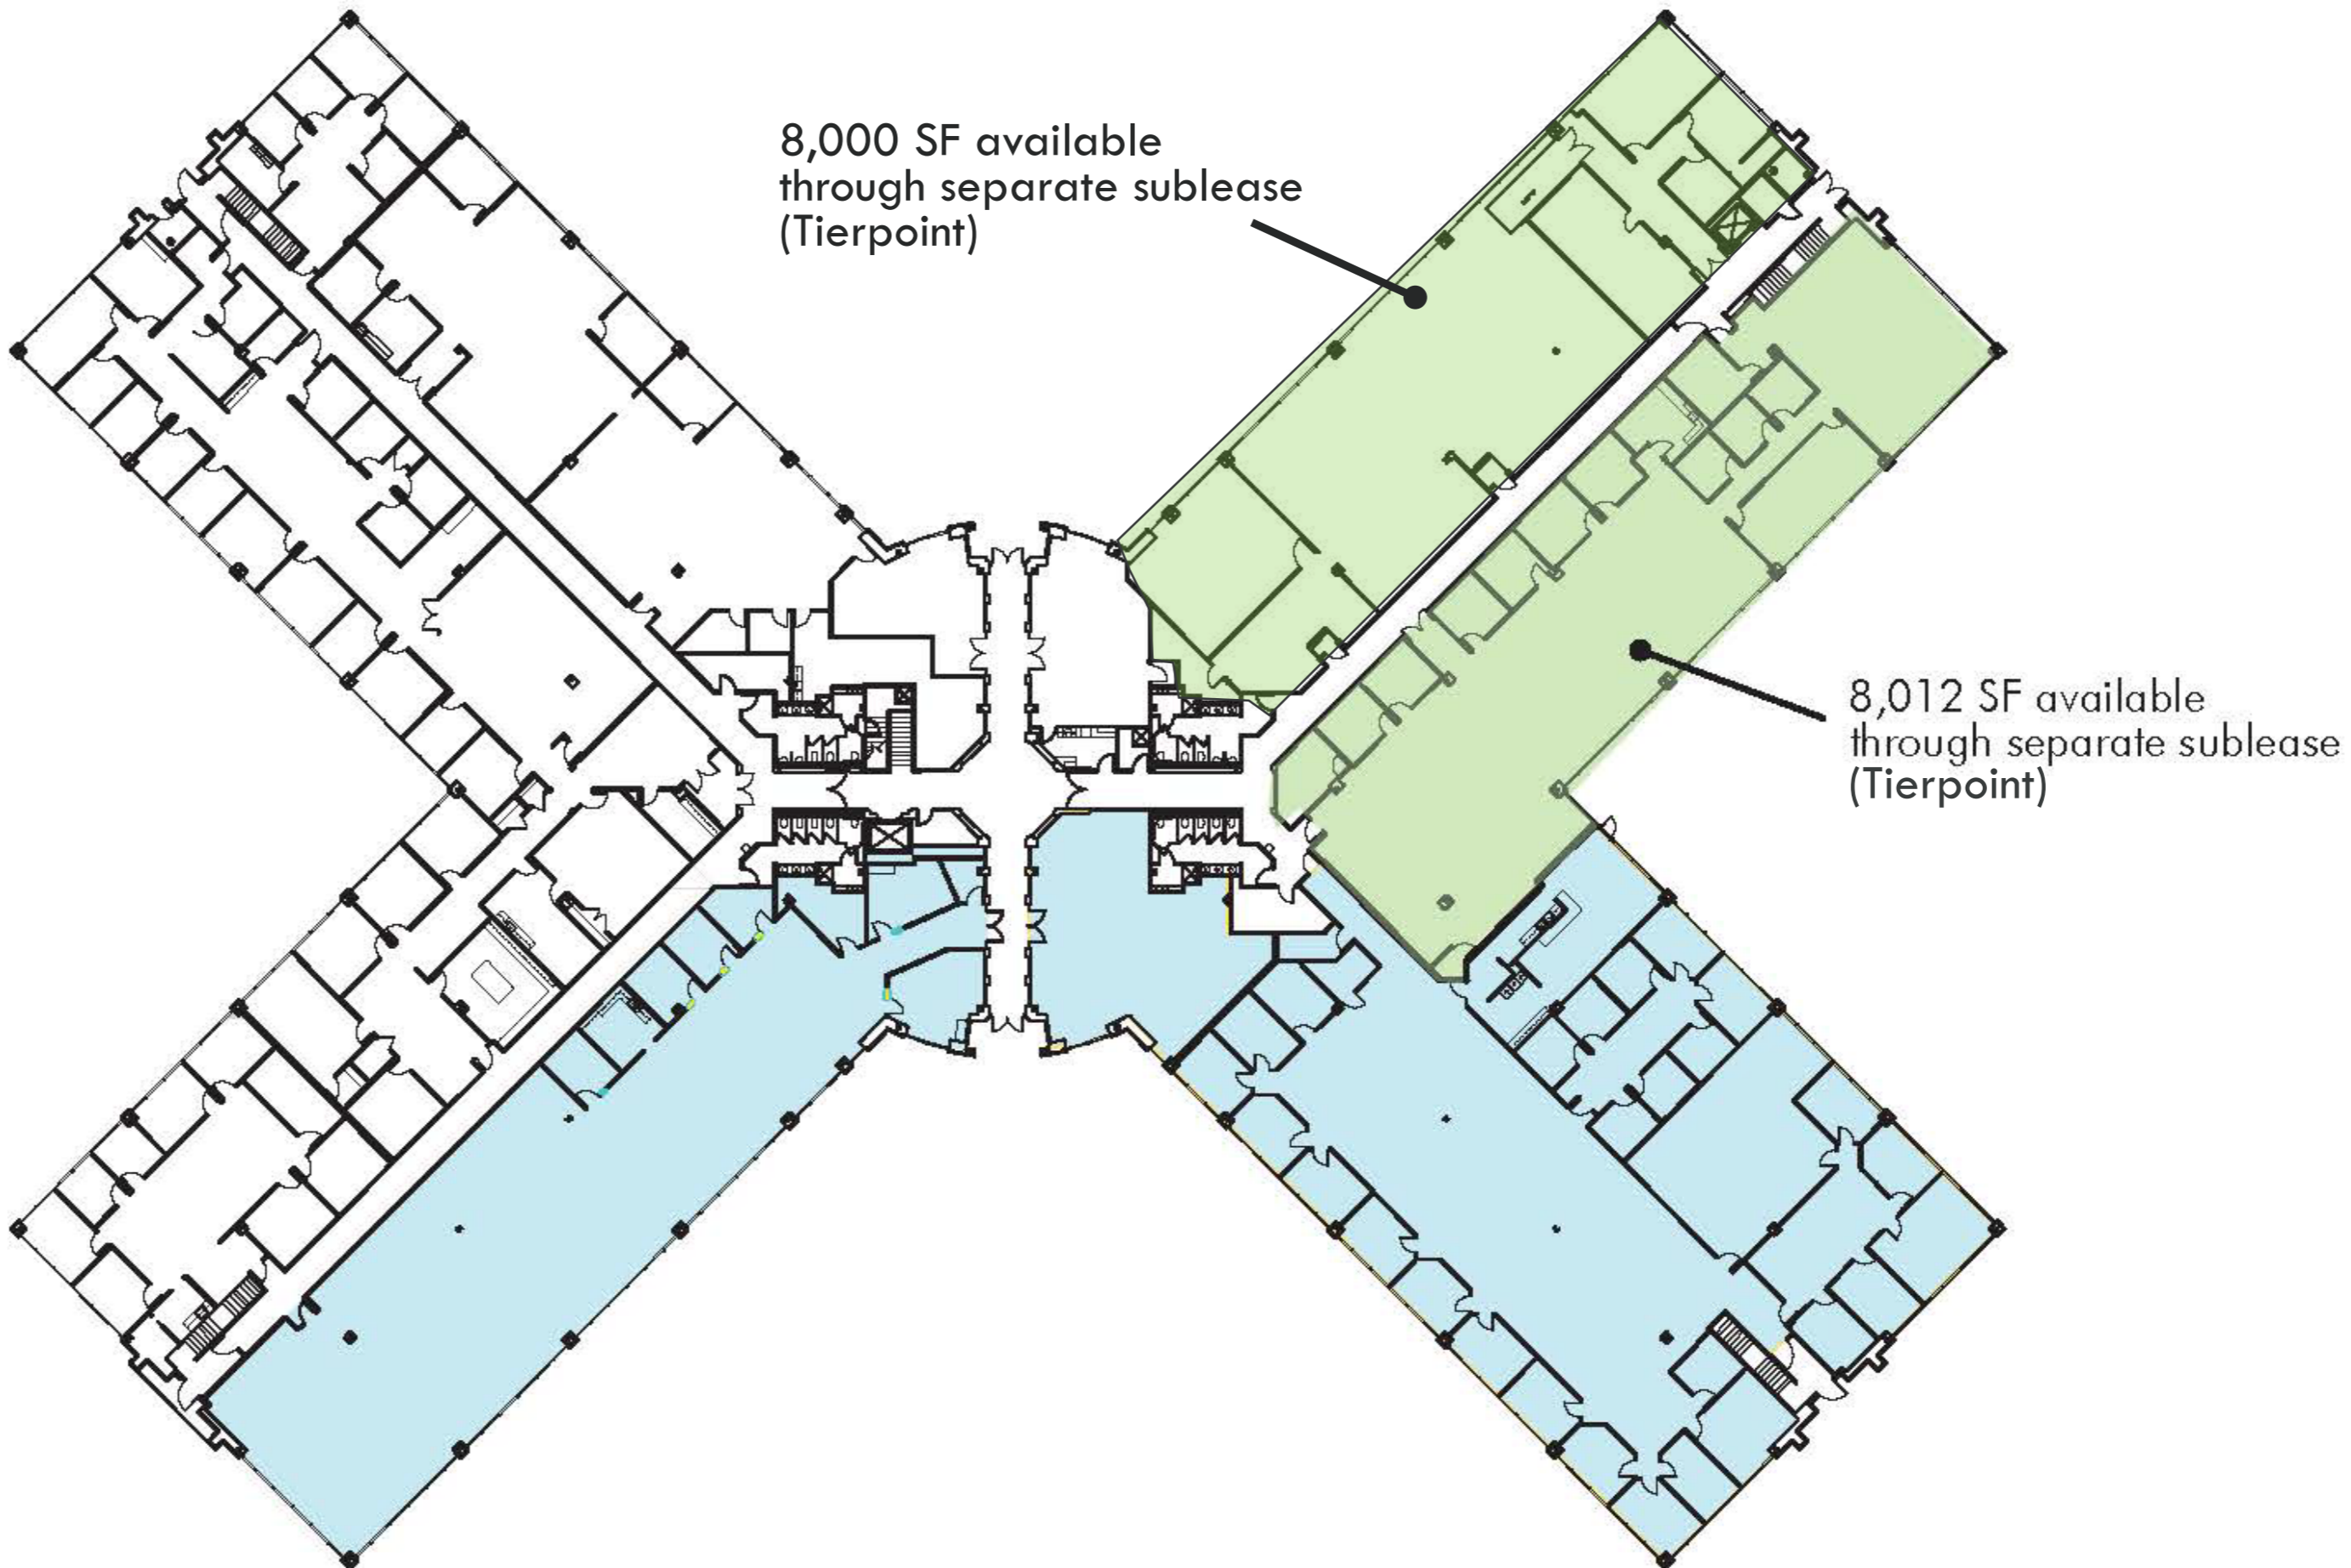 8,000 SF available
through separate sublease
(Tierpoint)
8,012 SF available
through separate sublease
(Tierpoint)